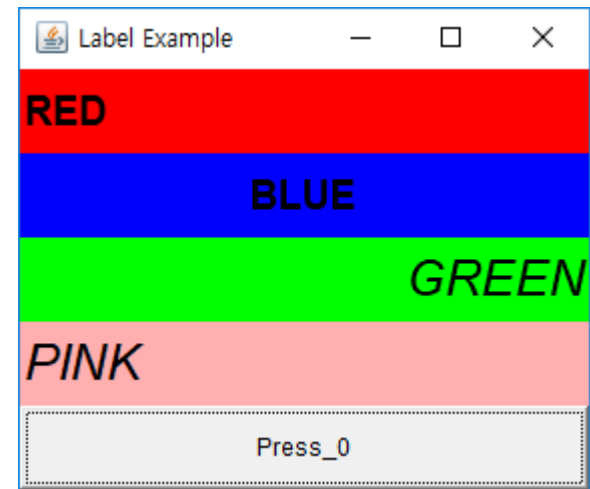 Label Example
RED
BLUE
GREEN
PINK
Press_0